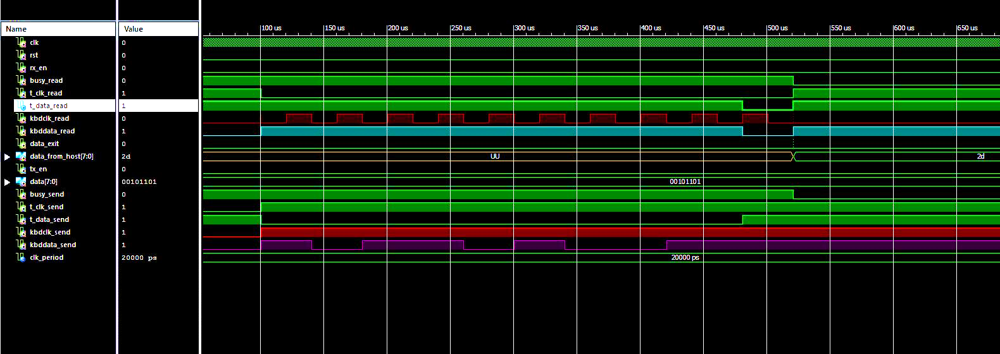 Name Value 100 us 150 us 200 us 250 us 300 us 350 us 400 us 450 us 500 us 550 us 600 us 650 us
clk 0
rst 0
rx_en 0
busy_read 0
t_clk_read 1
t_data_read 1
kbdclk_read 0
kbddata_read 1
data_exit 0
data_from_host[7:0] 2d UU 2d
tx_en 0
data[7:0] 00101101 00101101
busy_send 0
t_clk_send 1
t_data_send 1
kbdclk_send 1
kbddata_send 1
clk_period 20000 ps 20000 ps